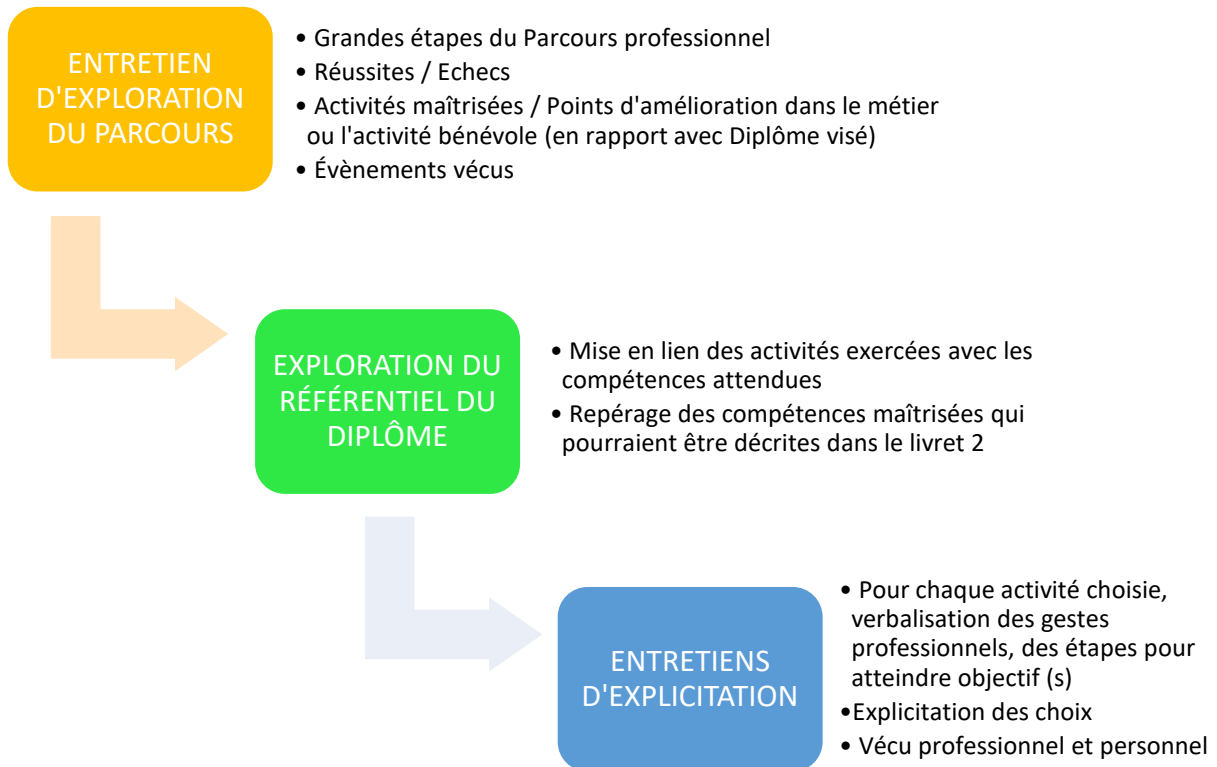 ENTRETIEN
D'EXPLORATION
DU PARCOURS
• Grandes étapes du Parcours professionnel
• Réussites / Echecs
• Activités maîtrisées / Points d'amélioration dans le métier
ou l'activité bénévole (en rapport avec Diplôme visé)
• Évènements vécus
EXPLORATION DU
RÉFÉRENTIEL DU
DIPLÔME
• Mise en lien des activités exercées avec les
compétences attendues
• Repérage des compétences maîtrisées qui
pourraient être décrites dans le livret 2
ENTRETIENS
D'EXPLICITATION
• Pour chaque activité choisie,
verbalisation des gestes
professionnels, des étapes pour
atteindre objectif (s)
•Explicitation des choix
• Vécu professionnel et personnel